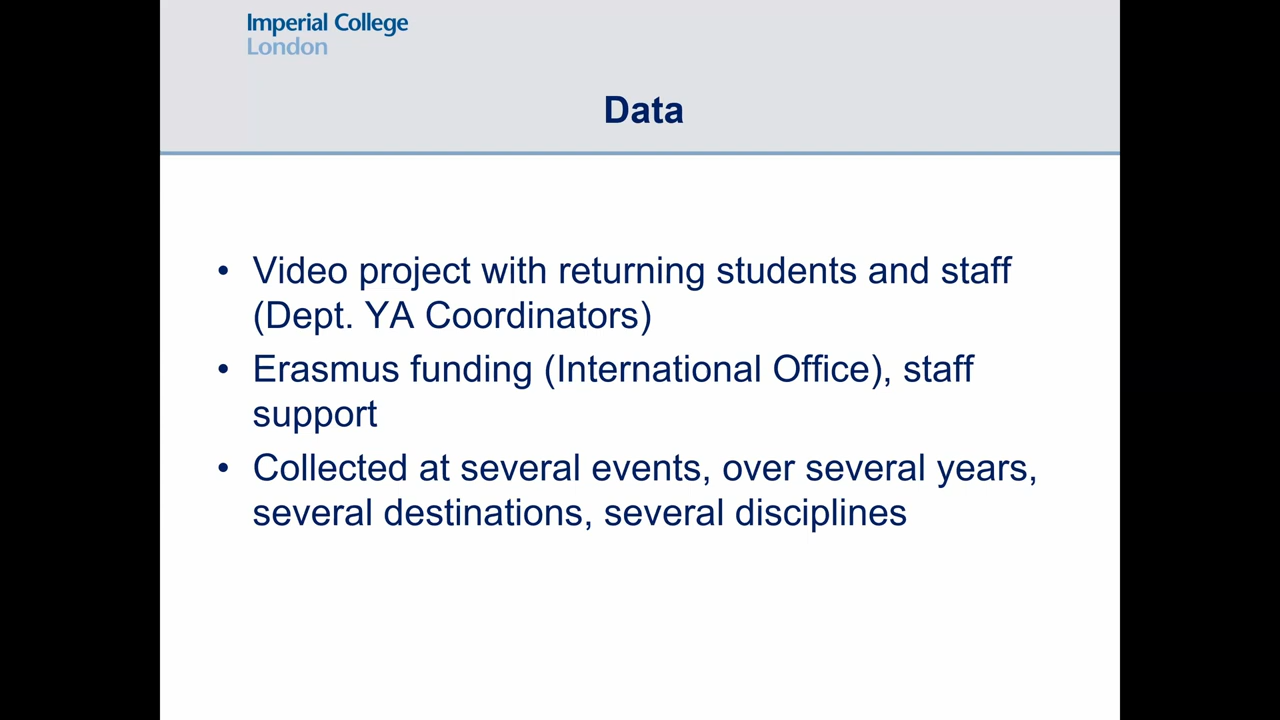 Imperial College
London
Data
• Video project with returning students and staff
(Dept. YA Coordinators)
• Erasmus funding (International Office), staff
support
• Collected at several events, over several years,
several destinations, several disciplines